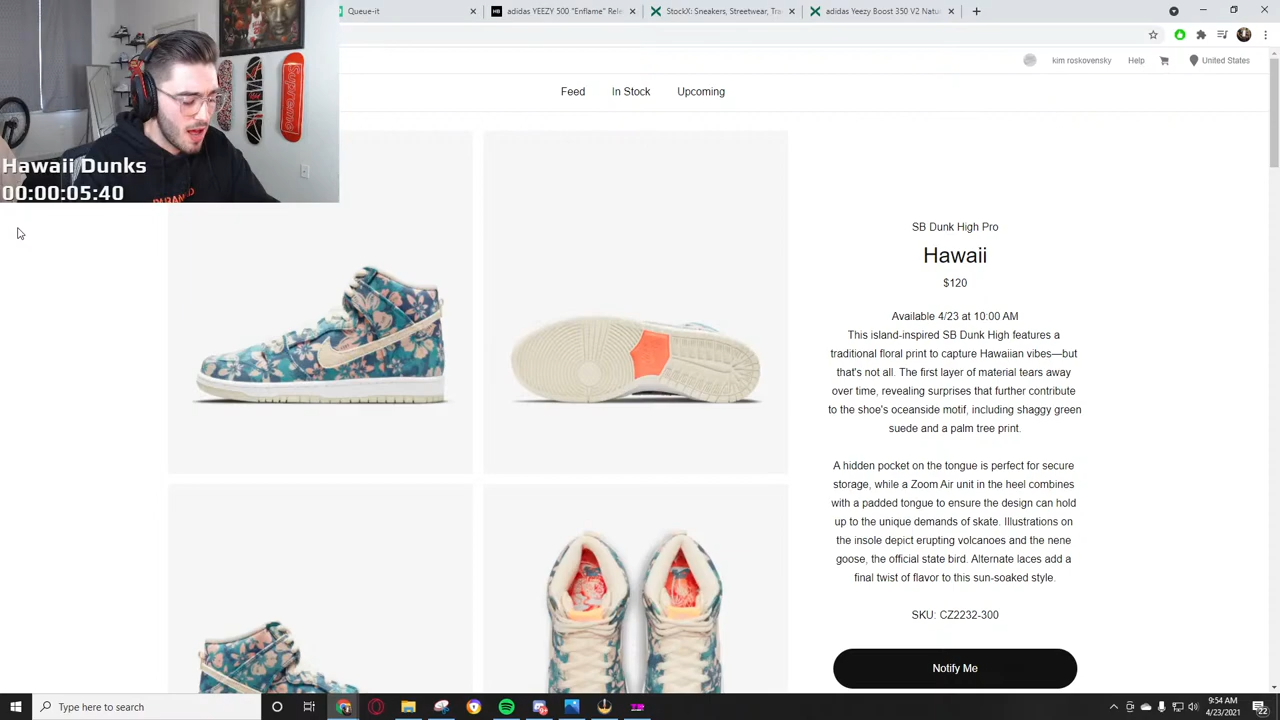 Queue-it
adidas YEEZY 500 "Enflame" Rele
StockX: Sneakers, Streetwear, Tra
adidas Yeezy Boost 350 V2 Natu
kim roskovensky
Help
United States
Feed
In Stock
Upcoming
Supreme
PARAM
Hawaii Dunks
00:00:05:40
SB Dunk High Pro
Hawaii
$120
Available 4/23 at 10:00 AM
This island-inspired SB Dunk High features a
traditional floral print to capture Hawaiian vibes—but
that's not all. The first layer of material tears away
over time, revealing surprises that further contribute
to the shoe's oceanside motif, including shaggy green
suede and a palm tree print.
A hidden pocket on the tongue is perfect for secure
storage, while a Zoom Air unit in the heel combines
with a padded tongue to ensure the design can hold
up to the unique demands of skate. Illustrations on
the insole depict erupting volcanoes and the nene
goose, the official state bird. Alternate laces add a
final twist of flavor to this sun-soaked style.
SKU: CZ2232-300
Notify Me
Type here to search
9:54 AM
4/23/2021
22